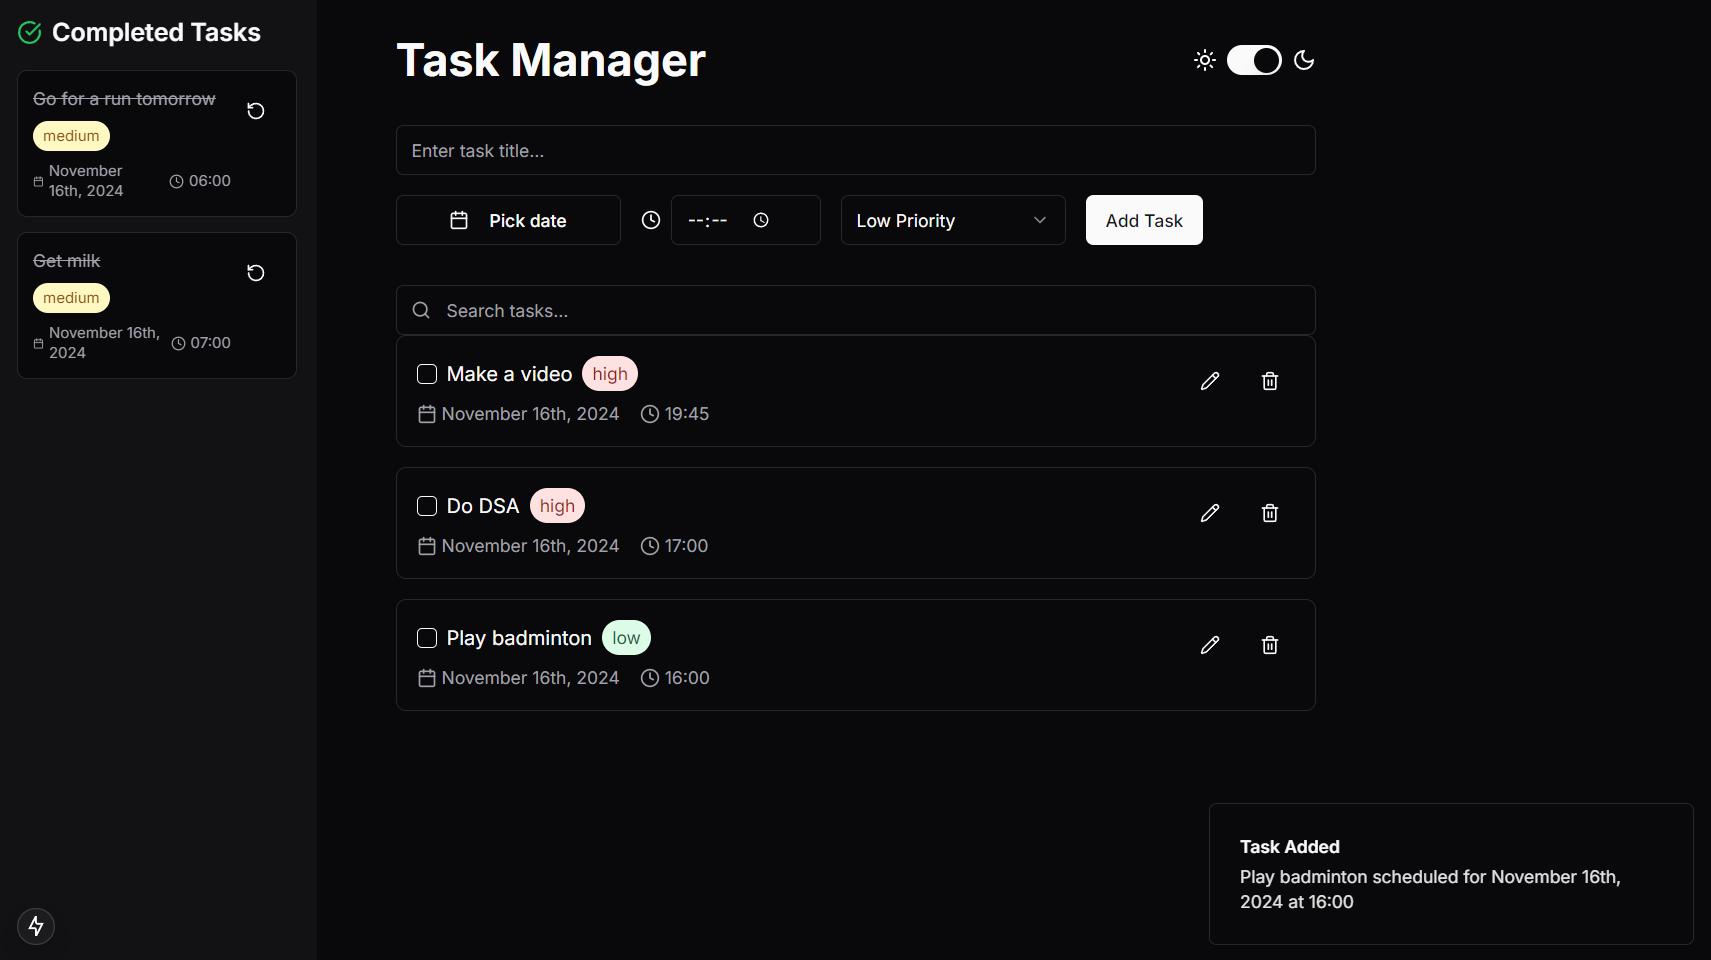 Completed Tasks
Go for a run tomorrow
medium
November
16th, 2024
06:00
Get milk
medium
November 16th,
2024
07:00
Task Manager
Enter task title...
Pick date
--:--
Low Priority
Add Task
Search tasks...
Make a video high
November 16th, 2024 19:45
Do DSA high
November 16th, 2024 17:00
Play badminton low
November 16th, 2024 16:00
Task Added
Play badminton scheduled for November 16th,
2024 at 16:00